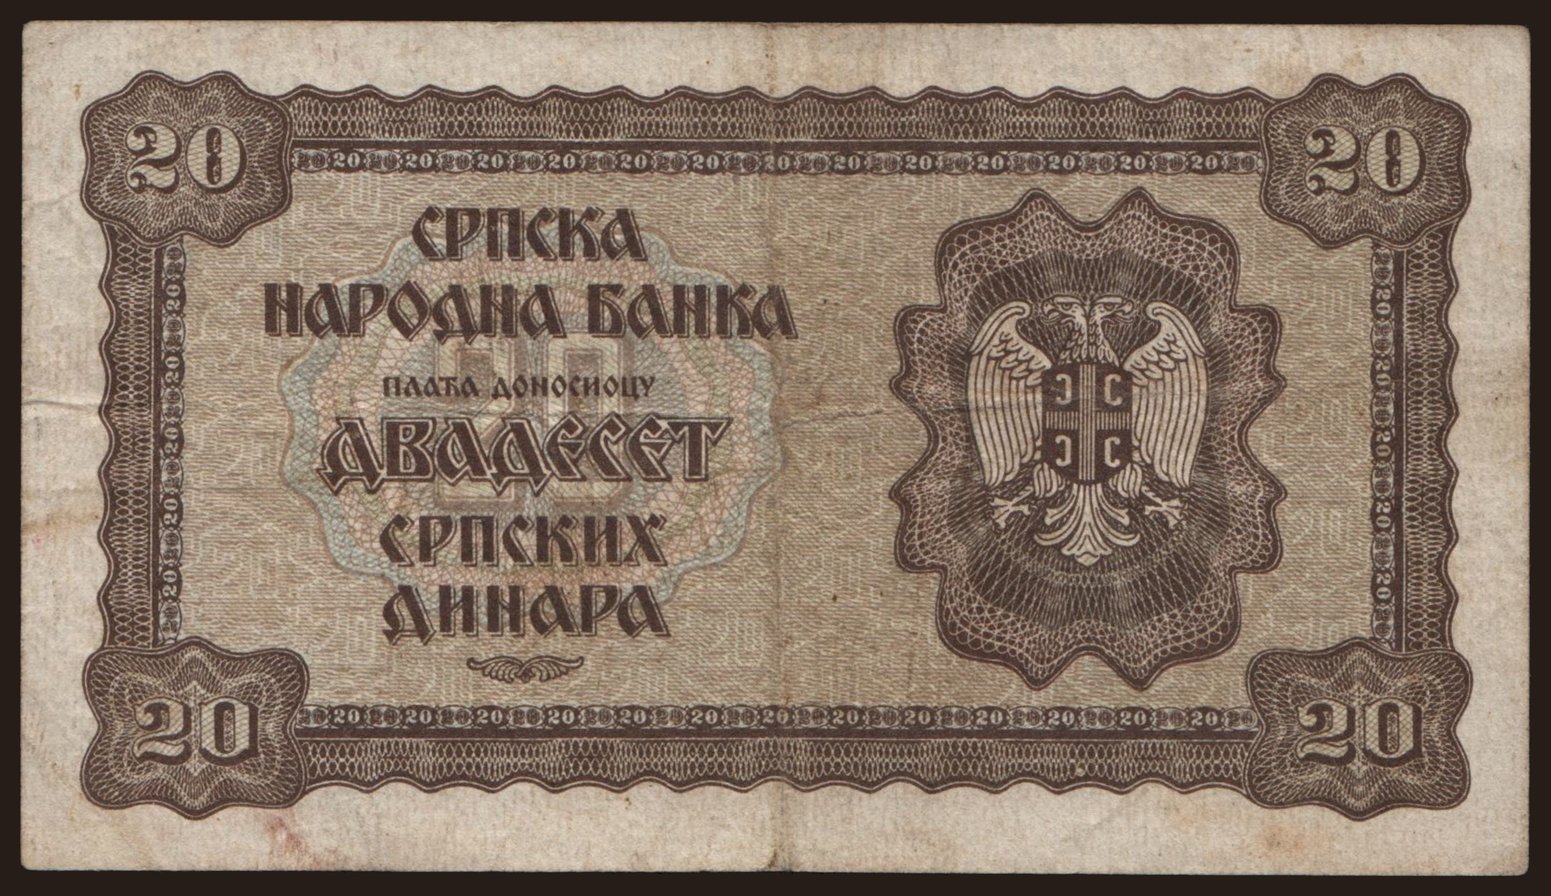 20 20
СРПСКА
НАРОДНА БАНКА
ПЛАЋА ДОНОСИОЦУ
ДВАДЕСЕТ
СРПСКИХ
ДИНАРА
20 20